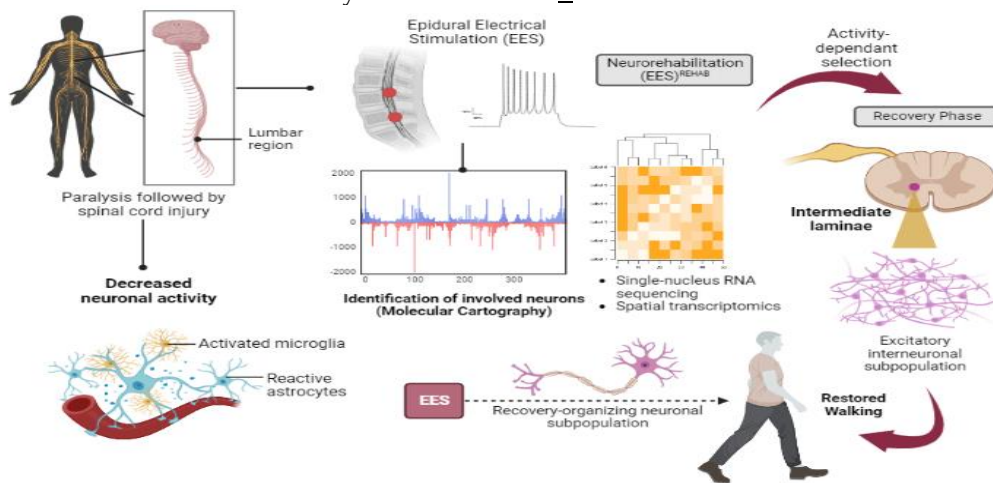 Epidural Electrical
Stimulation (EES)
Neurorehabilitation
(EES)REHAB
Activity-
dependant
selection
Recovery Phase
Lumbar
region
Paralysis followed by
spinal cord injury
2000
1000
0
-1000
-2000
0 100 200 300
Intermediate
laminae
Decreased
neuronal activity
Identification of involved neurons
(Molecular Cartography)
• Single-nucleus RNA
sequencing
• Spatial transcriptomics
Activated microglia
Reactive
astrocytes
Excitatory
interneuronal
subpopulation
EES
Recovery-organizing neuronal
subpopulation
Restored
Walking